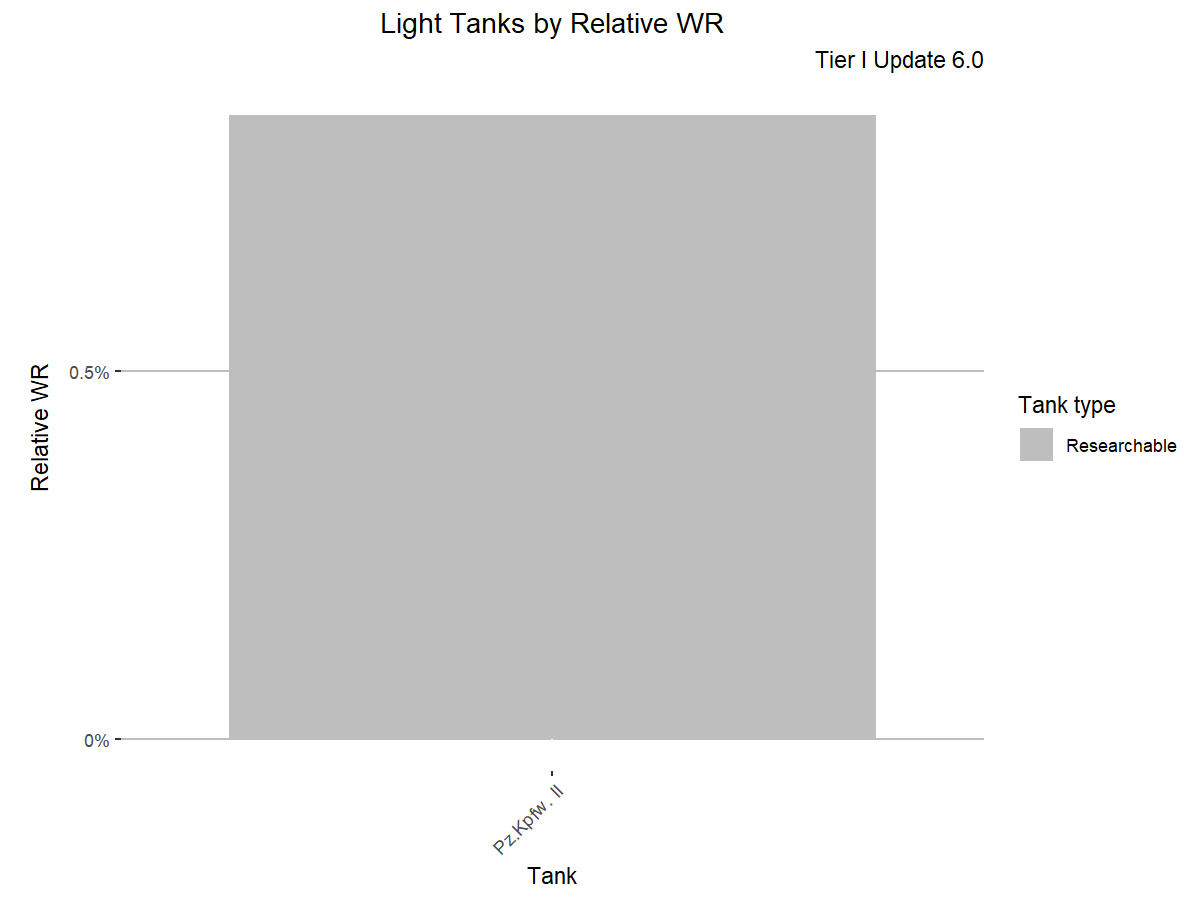 Light Tanks by Relative WR
Tier I Update 6.0
Relative WR
0.5%
0%
Pz.Kpfw. II
Tank
Tank type
Researchable